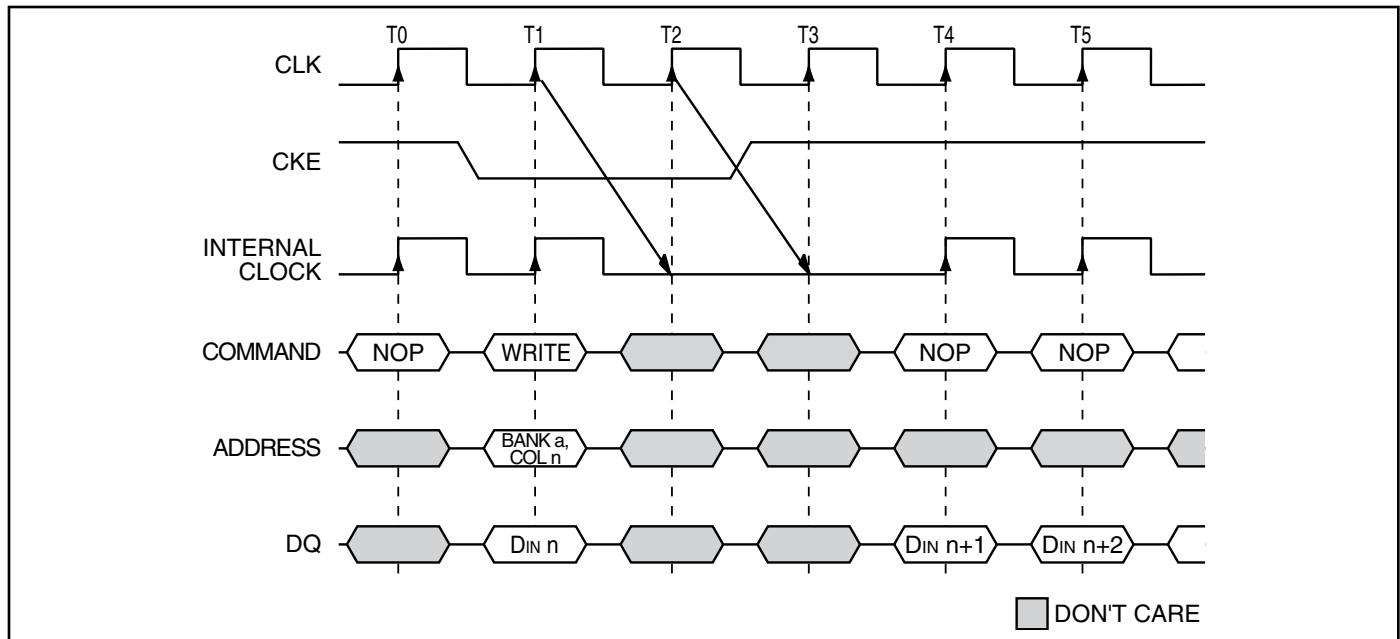 T0 T1 T2 T3 T4 T5
CLK
CKE
INTERNAL
CLOCK
COMMAND NOP WRITE NOP NOP
ADDRESS BANK a,
COL n
DQ DIN n DIN n+1 DIN n+2
DON'T CARE